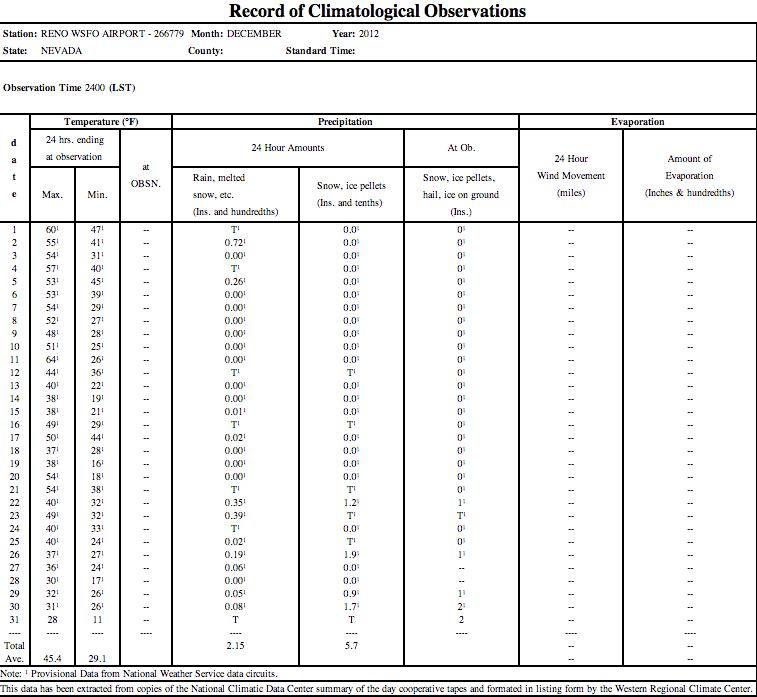 Record of Climatological Observations
Station: RENO WSFO AIRPORT - 266779 Month: DECEMBER Year: 2012
State: NEVADA County: Standard Time:
Observation Time 2400 (LST)
Temperature (°F) Precipitation Evaporation
date
24 hrs. ending at observation
Max. Min.
at OBSN.
24 Hour Amounts
Rain, melted snow, etc. (Ins. and hundredths)
Snow, ice pellets (Ins. and tenths)
At Ob.
Snow, ice pellets, hail, ice on ground (Ins.)
24 Hour Wind Movement (miles)
Amount of Evaporation (Inches & hundredths)
1 60¹ 47¹ -- T¹ 0.0¹ 0¹ -- --
2 55¹ 41¹ -- 0.72¹ 0.0¹ 0¹ -- --
3 54¹ 31¹ -- 0.00¹ 0.0¹ 0¹ -- --
4 57¹ 40¹ -- T¹ 0.0¹ 0¹ -- --
5 53¹ 45¹ -- 0.26¹ 0.0¹ 0¹ -- --
6 53¹ 39¹ -- 0.00¹ 0.0¹ 0¹ -- --
7 54¹ 29¹ -- 0.00¹ 0.0¹ 0¹ -- --
8 52¹ 27¹ -- 0.00¹ 0.0¹ 0¹ -- --
9 48¹ 28¹ -- 0.00¹ 0.0¹ 0¹ -- --
10 51¹ 25¹ -- 0.00¹ 0.0¹ 0¹ -- --
11 64¹ 26¹ -- 0.00¹ 0.0¹ 0¹ -- --
12 44¹ 36¹ -- T¹ T¹ 0¹ -- --
13 40¹ 22¹ -- 0.00¹ 0.0¹ 0¹ -- --
14 38¹ 19¹ -- 0.00¹ 0.0¹ 0¹ -- --
15 38¹ 21¹ -- 0.01¹ 0.0¹ 0¹ -- --
16 49¹ 29¹ -- T¹ T¹ 0¹ -- --
17 50¹ 44¹ -- 0.02¹ 0.0¹ 0¹ -- --
18 37¹ 28¹ -- 0.00¹ 0.0¹ 0¹ -- --
19 38¹ 16¹ -- 0.00¹ 0.0¹ 0¹ -- --
20 54¹ 18¹ -- 0.00¹ 0.0¹ 0¹ -- --
21 54¹ 38¹ -- T¹ T¹ 0¹ -- --
22 40¹ 32¹ -- 0.35¹ 1.2¹ 1¹ -- --
23 49¹ 32¹ -- 0.39¹ T¹ T¹ -- --
24 40¹ 33¹ -- T¹ 0.0¹ 0¹ -- --
25 40¹ 24¹ -- 0.02¹ T¹ 0¹ -- --
26 37¹ 27¹ -- 0.19¹ 1.9¹ 1¹ -- --
27 36¹ 24¹ -- 0.06¹ 0.0¹ -- -- --
28 30¹ 17¹ -- 0.00¹ 0.0¹ -- -- --
29 32¹ 26¹ -- 0.05¹ 0.9¹ 1¹ -- --
30 31¹ 26¹ -- 0.08¹ 1.7¹ 2¹ -- --
31 28 11 -- T T 2 -- --
---- ---- ---- ---- ---- ---- ---- ----
Total 2.15 5.7 -- --
Ave. 45.4 29.1 -- --
Note: ¹ Provisional Data from National Weather Service data circuits.
This data has been extracted from copies of the National Climatic Data Center summary of the day cooperative tapes and formated in listing form by the Western Regional Climate Center.